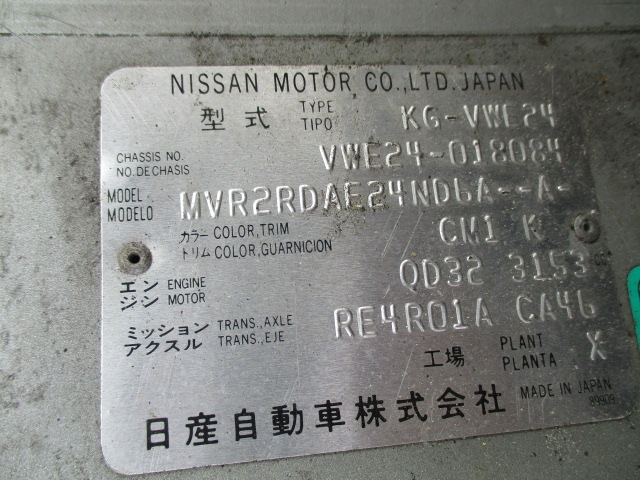 NISSAN MOTOR CO.,LTD. JAPAN
型式 TYPE TIPO KG-VWE24
CHASSIS NO. NO. DE CHASIS VWE24-018084
MODEL MODELO MVR2RDAE24ND6A--A-
カラー COLOR, TRIM
トリム COLOR, GUARNICION CM1 K
エンジン ENGINE MOTOR QD32 3153cc
ミッション TRANS., AXLE
アクスル TRANS., EJE RE4R01A CA46
工場 PLANT PLANTA X
日産自動車株式会社 MADE IN JAPAN
89909